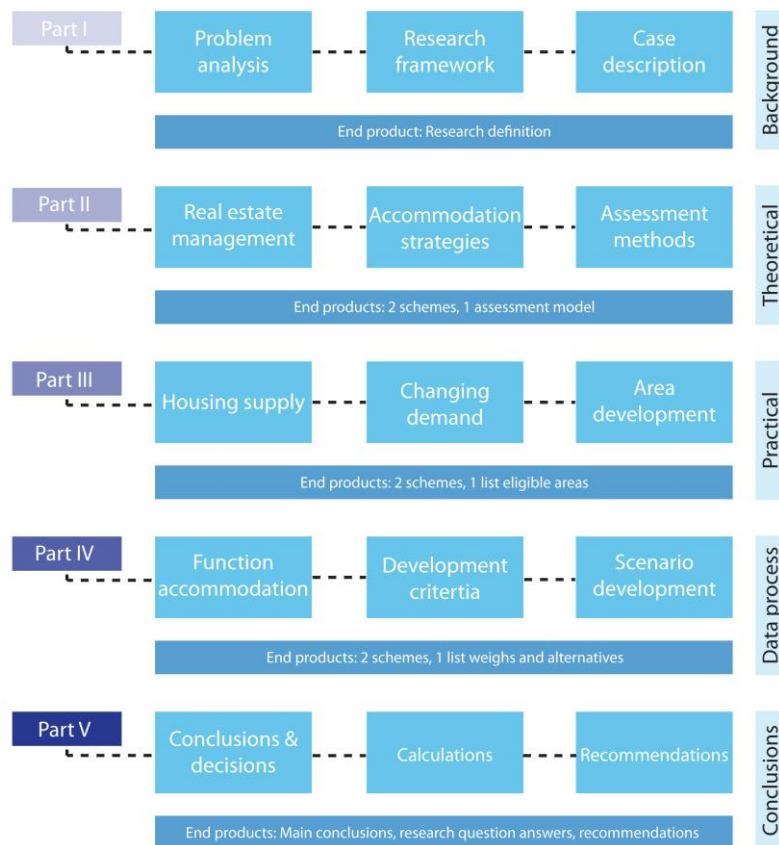 Part I
Problem
analysis
Research
framework
Case
description
Background
End product: Research definition
Part II
Real estate
management
Accommodation
strategies
Assessment
methods
Theoretical
End products: 2 schemes, 1 assessment model
Part III
Housing supply
Changing
demand
Area
development
Practical
End products: 2 schemes, 1 list eligible areas
Part IV
Function
accommodation
Development
critertia
Scenario
development
Data process
End products: 2 schemes, 1 list weighs and alternatives
Part V
Conclusions &
decisions
Calculations
Recommendations
Conclusions
End products: Main conclusions, research question answers, recommendations